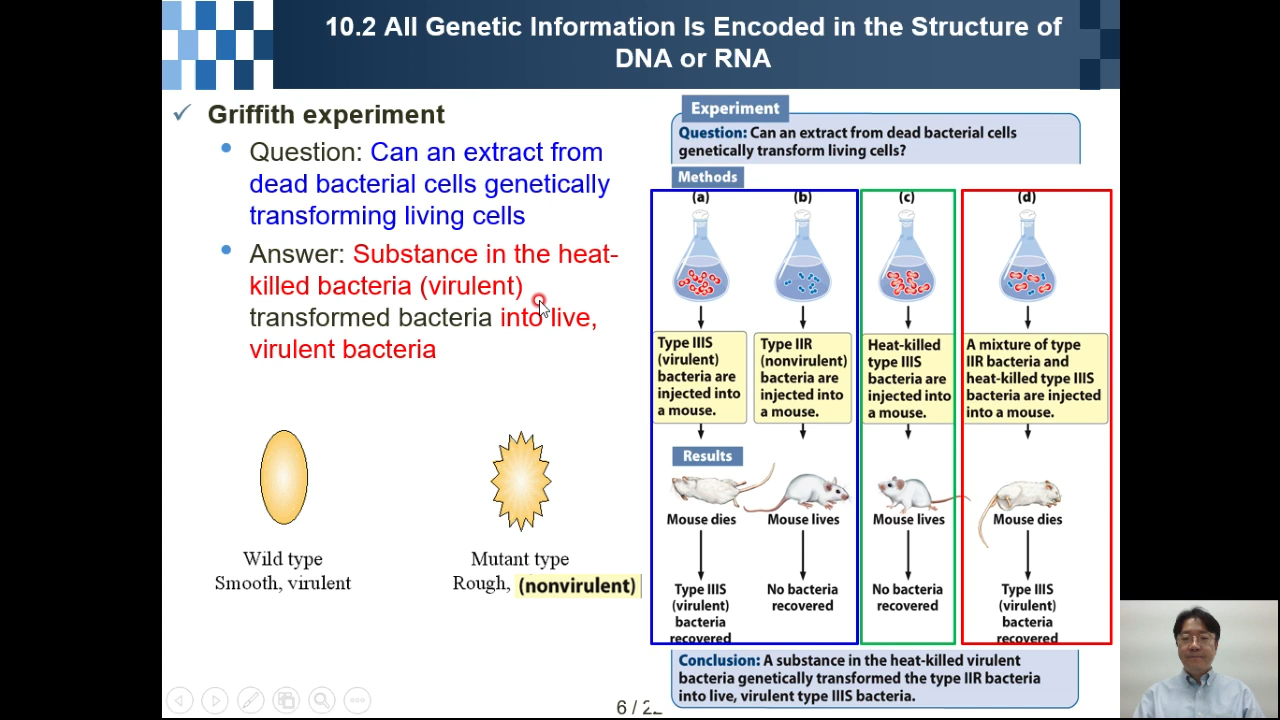 10.2 All Genetic Information Is Encoded in the Structure of
DNA or RNA
✓ Griffith experiment
• Question: Can an extract from
dead bacterial cells genetically
transforming living cells
• Answer: Substance in the heat-
killed bacteria (virulent)
transformed bacteria into live,
virulent bacteria
Wild type
Smooth, virulent
Mutant type
Rough, (nonvirulent)
Experiment
Question: Can an extract from dead bacterial cells
genetically transform living cells?
Methods
(a)
(b)
(c)
(d)
Type IIIS
(virulent)
bacteria are
injected into
a mouse.
Type IIR
(nonvirulent)
bacteria are
injected into
a mouse.
Heat-killed
type IIIS
bacteria are
injected into
a mouse.
A mixture of type
IIR bacteria and
heat-killed type IIIS
bacteria are injected
into a mouse.
Results
Mouse dies
Mouse lives
Mouse lives
Mouse dies
Type IIIS
(virulent)
bacteria
recovered
No bacteria
recovered
No bacteria
recovered
Type IIIS
(virulent)
bacteria
recovered
Conclusion: A substance in the heat-killed virulent
bacteria genetically transformed the type IIR bacteria
into live, virulent type IIIS bacteria.
6 /